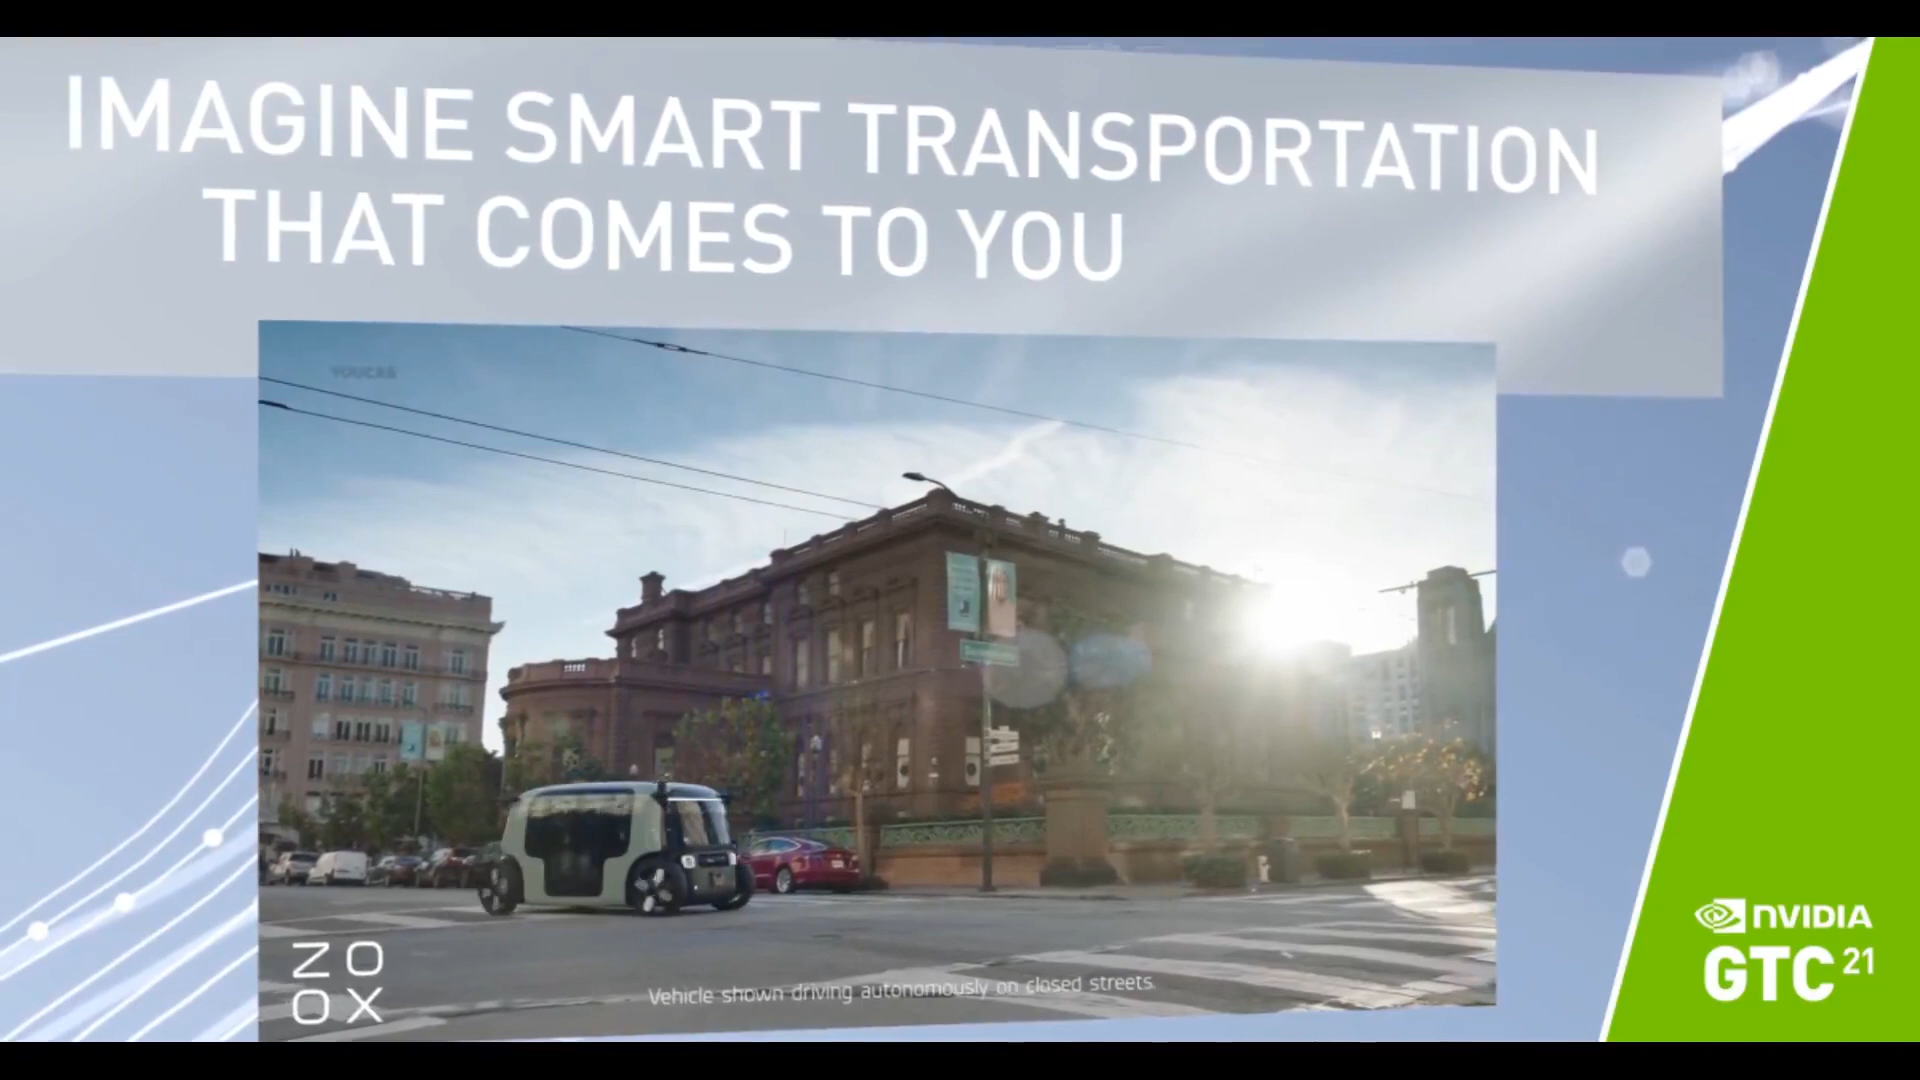 IMAGINE SMART TRANSPORTATION
THAT COMES TO YOU
YOUCAR
ZO
OX
Vehicle shown driving autonomously on closed streets.
NVIDIA
GTC 21